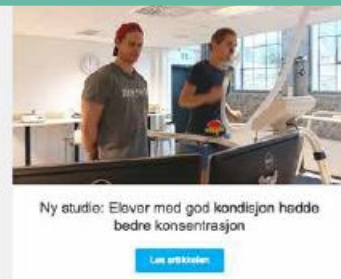 Ny studie: Elever med god kondisjon hadde
bedre konsentrasjon
Les artikkelen